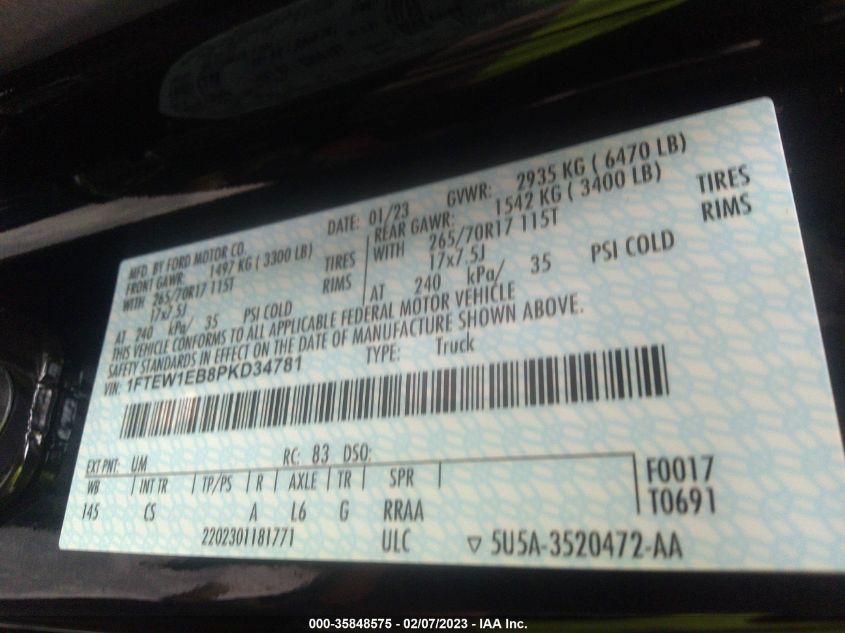 MFD. BY FORD MOTOR CO.
DATE: 01/23 GVWR: 2935 KG ( 6470 LB)
FRONT GAWR: 1497 KG ( 3300 LB) REAR GAWR: 1542 KG ( 3400 LB)
WITH 265/70R17 115T TIRES WITH 265/70R17 115T TIRES
17x7.5J RIMS 17x7.5J RIMS
AT 240 kPa/ 35 PSI COLD AT 240 kPa/ 35 PSI COLD
THIS VEHICLE CONFORMS TO ALL APPLICABLE FEDERAL MOTOR VEHICLE
SAFETY STANDARDS IN EFFECT ON THE DATE OF MANUFACTURE SHOWN ABOVE.
VIN: 1FTEW1EB8PKD34781 TYPE: Truck
EXT PNT: UM RC: 83 DSO: F0017
WB INT TR TP/PS R AXLE TR SPR T0691
145 CS A L6 G RRAA
2202301181771 ULC ▽ 5U5A-3520472-AA
000-35848575 - 02/07/2023 - IAA Inc.